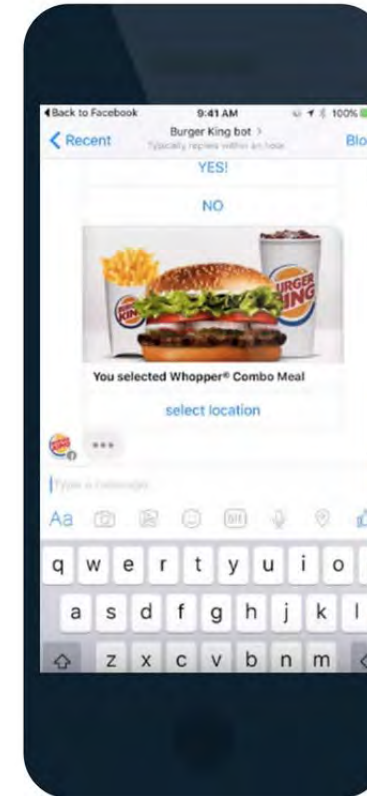 Back to Facebook 9:41 AM 100%
Recent Burger King bot
Typically replies within an hour
YES!
NO
BURGER KING
You selected Whopper® Combo Meal
select location
Type a message
Aa GIF
q w e r t y u i o
a s d f g h j k l
z x c v b n m